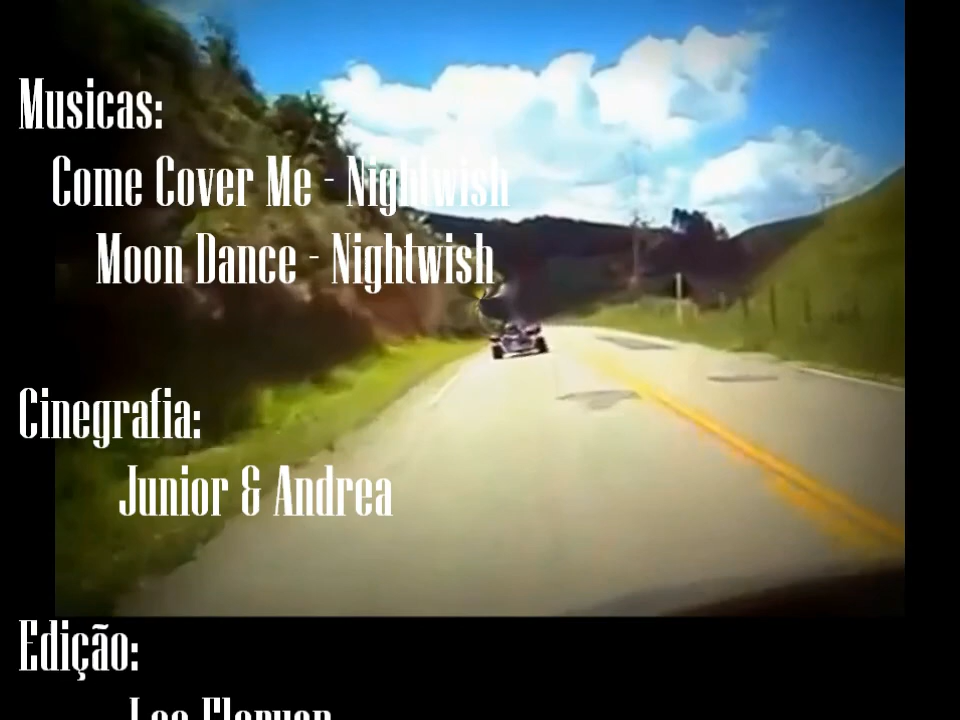 Musicas:
Come Cover Me - Nightwish
Moon Dance - Nightwish
Cinegrafia:
Junior & Andrea
Edição: